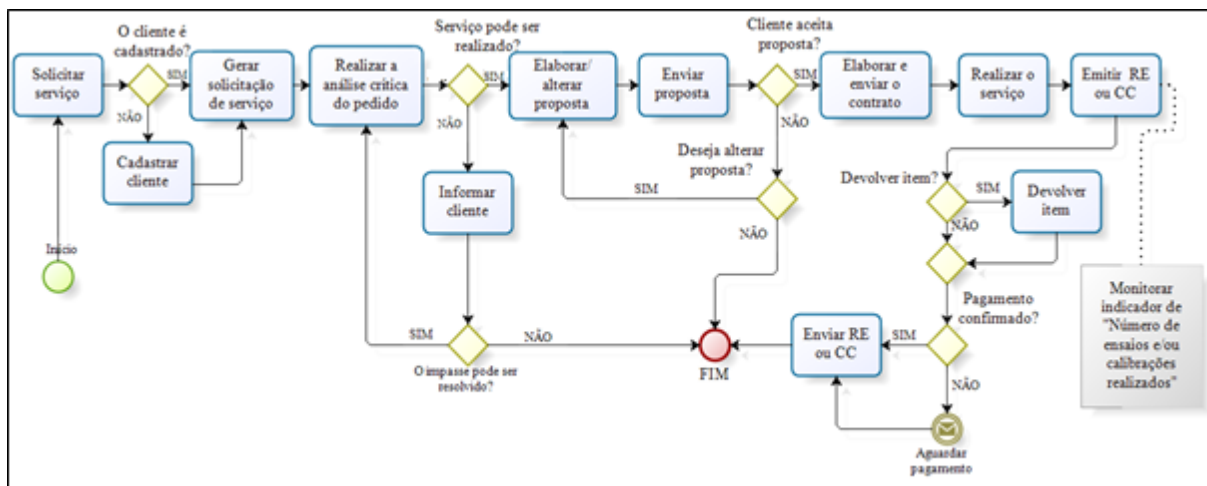 O cliente é
cadastrado?
Solicitar
serviço
SIM
NÃO
Cadastrar
cliente
Início
Gerar
solicitação
de serviço
Realizar a
análise crítica
do pedido
Serviço pode ser
realizado?
SIM
NÃO
Informar
cliente
SIM
NÃO
O impasse pode ser
resolvido?
Elaborar/
alterar
proposta
Enviar
proposta
Cliente aceita
proposta?
SIM
NÃO
Deseja alterar
proposta?
SIM
NÃO
FIM
Elaborar e
enviar o
contrato
Realizar o
serviço
Emitir RE
ou CC
Devolver item?
SIM
NÃO
Devolver
item
Pagamento
confirmado?
SIM
NÃO
Enviar RE
ou CC
Aguardar
pagamento
Monitorar
indicador de
"Número de
ensaios e/ou
calibrações
realizados"